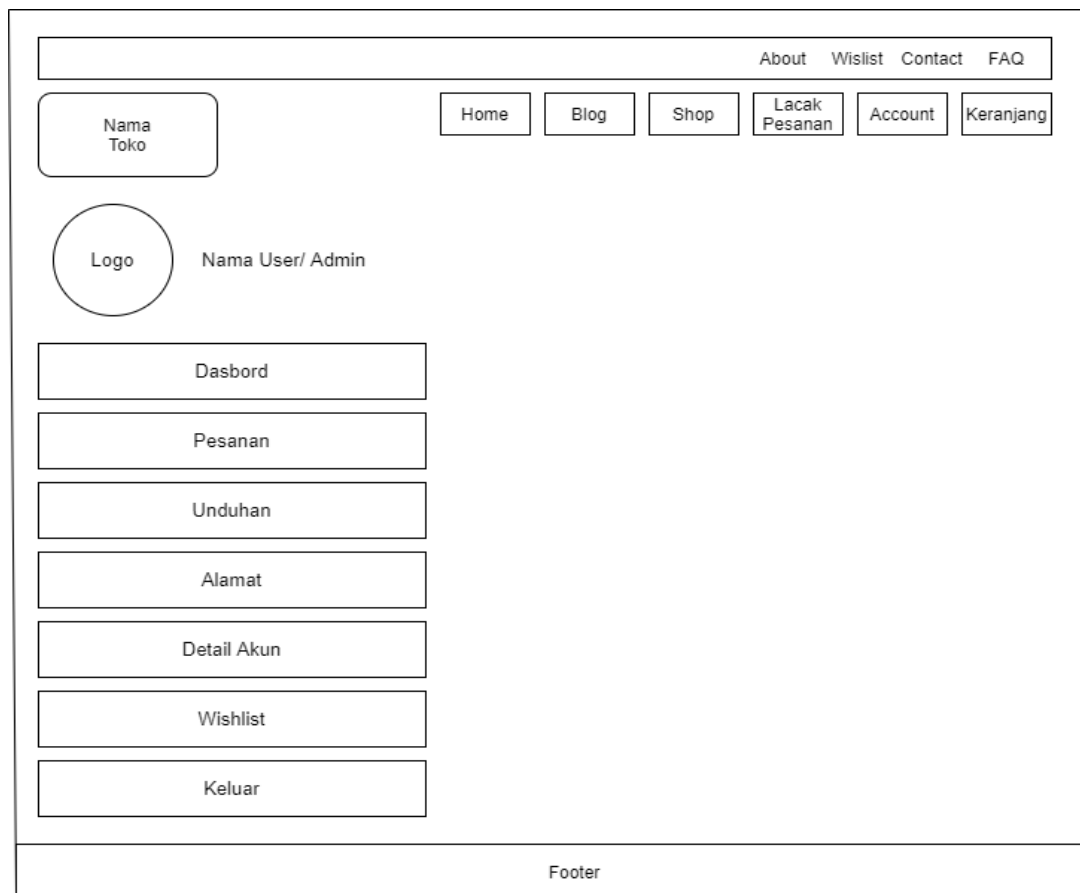 About Wislist Contact FAQ
Nama
Toko
Home Blog Shop Lacak
Pesanan Account Keranjang
Logo Nama User/ Admin
Dasbord
Pesanan
Unduhan
Alamat
Detail Akun
Wishlist
Keluar
Footer